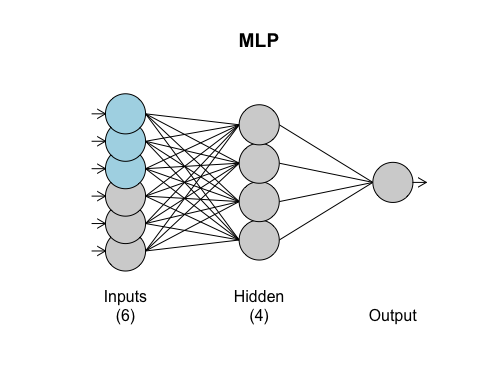 MLP
Inputs
(6)
Hidden
(4)
Output